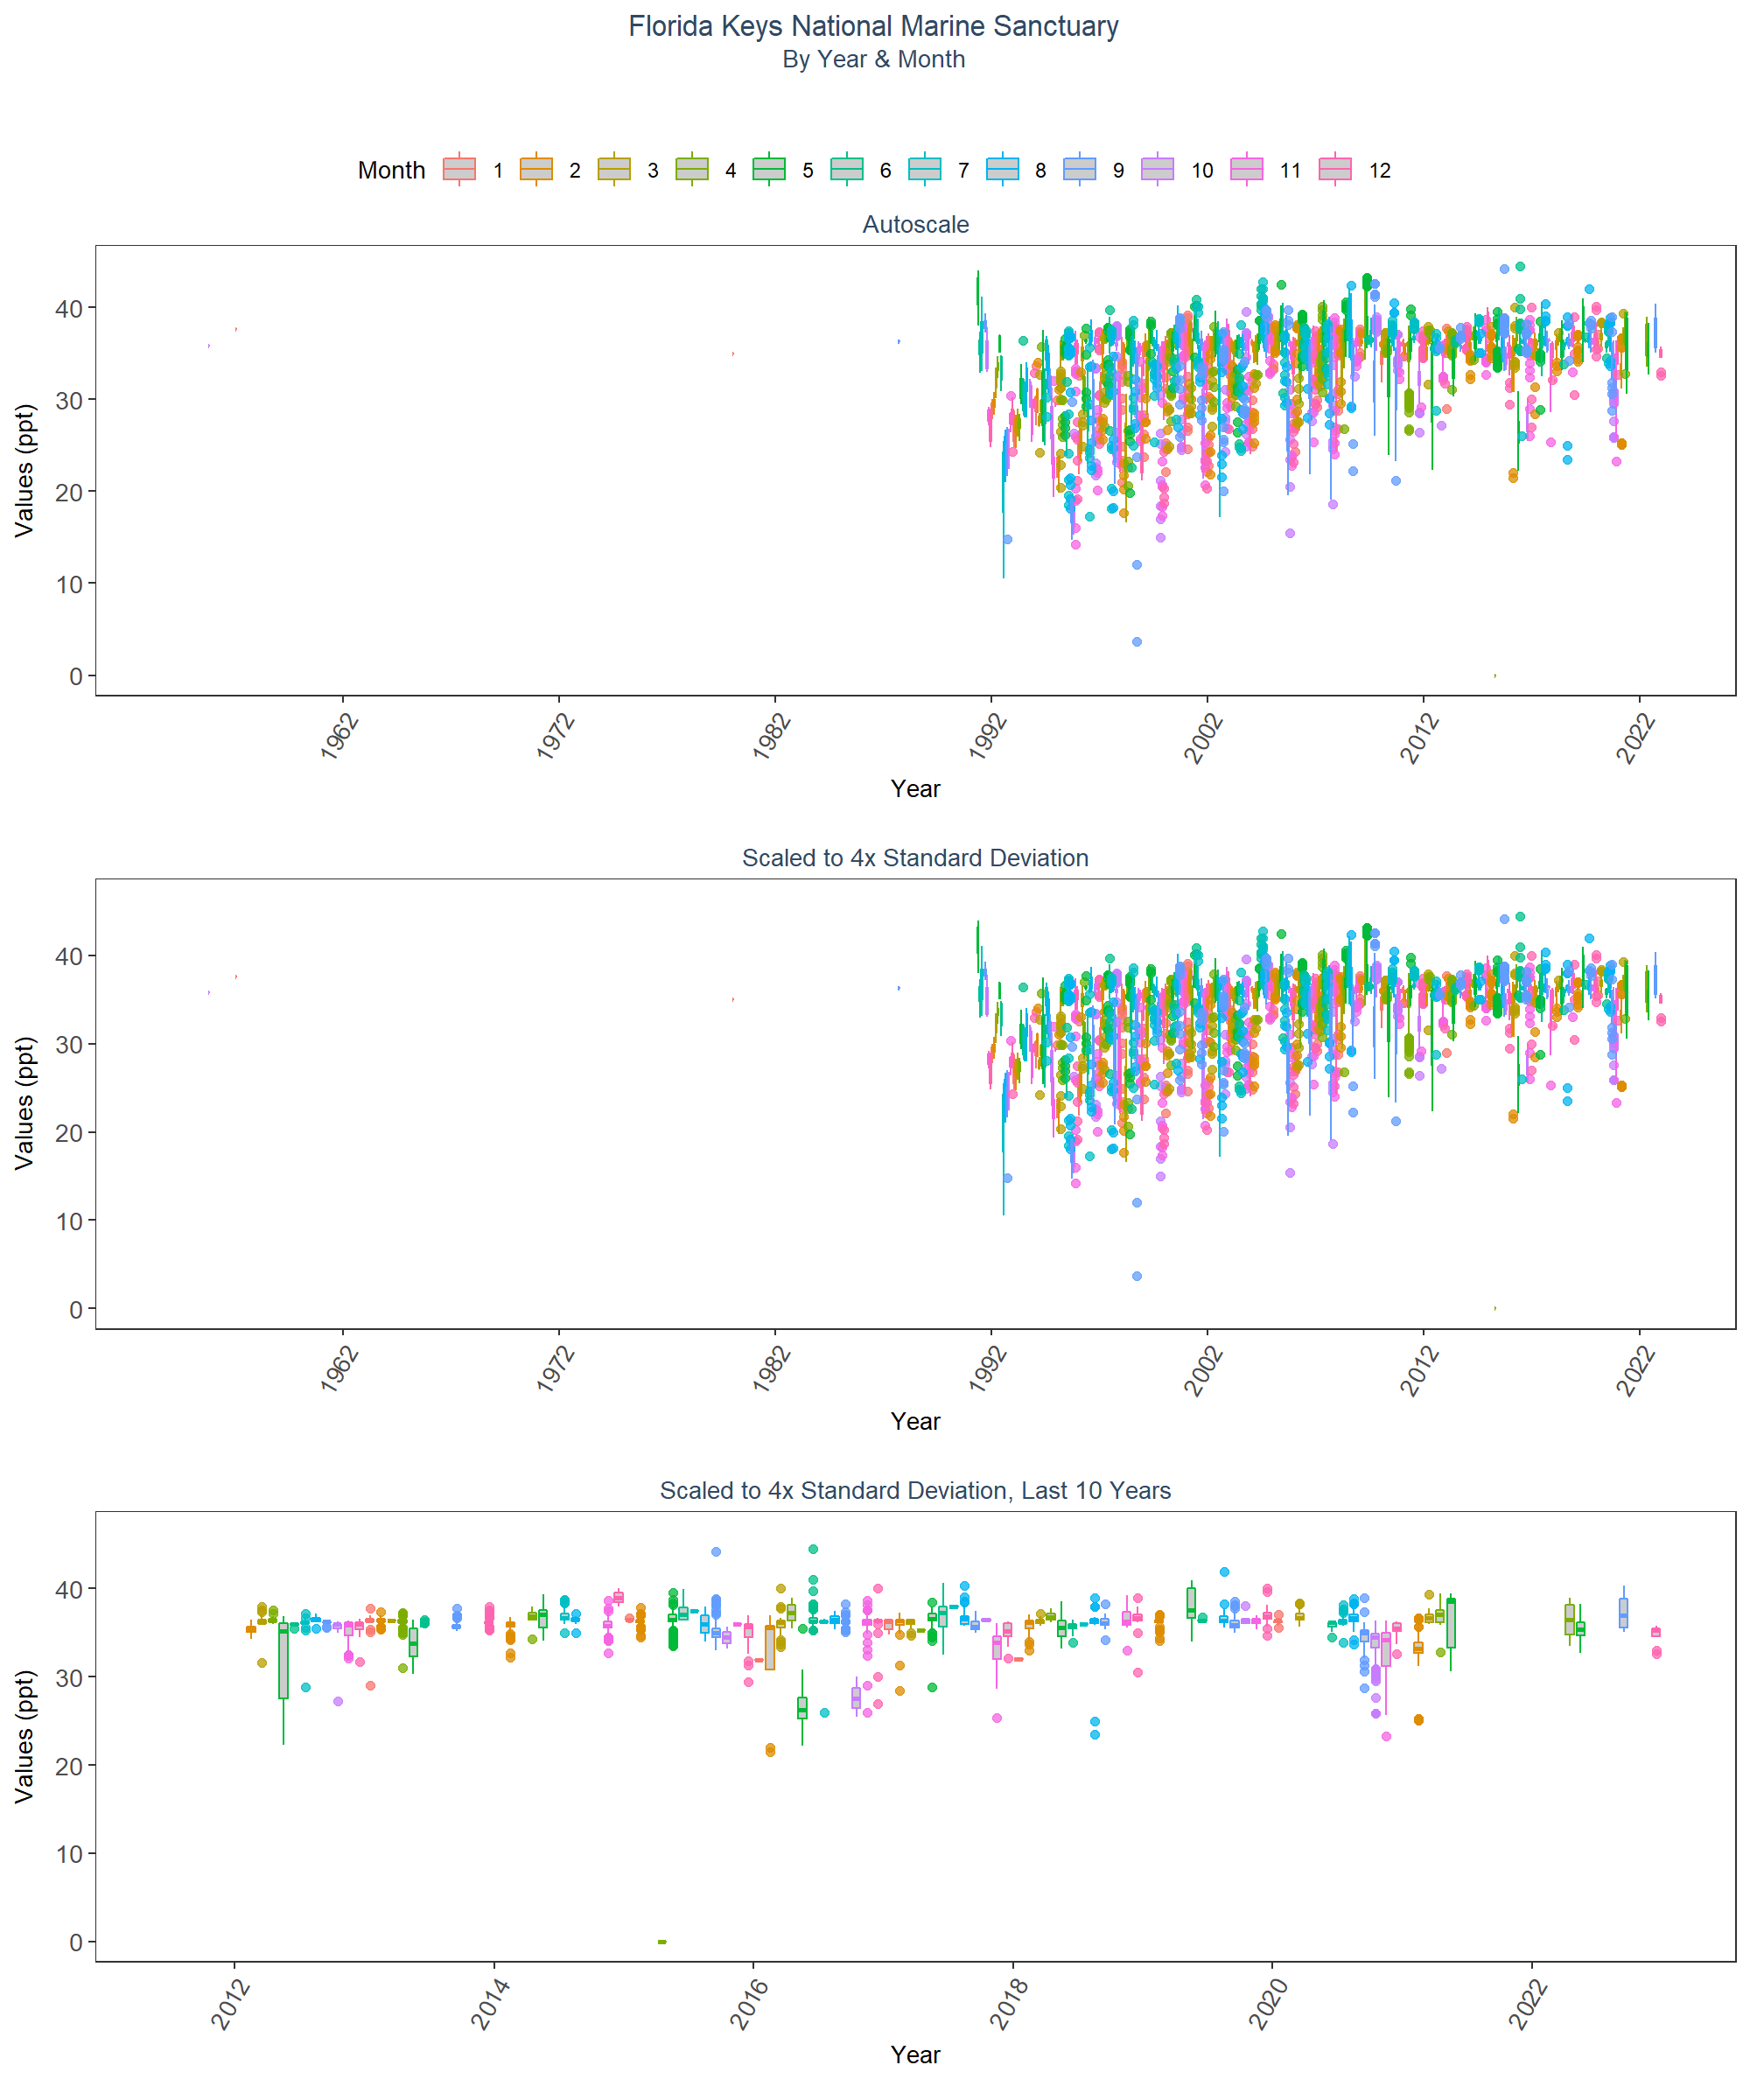 Florida Keys National Marine Sanctuary
By Year & Month
Month 1 2 3 4 5 6 7 8 9 10 11 12
Autoscale
Values (ppt)
40
30
20
10
0
1962 1972 1982 1992 2002 2012 2022
Year
Scaled to 4x Standard Deviation
Values (ppt)
40
30
20
10
0
1962 1972 1982 1992 2002 2012 2022
Year
Scaled to 4x Standard Deviation, Last 10 Years
Values (ppt)
40
30
20
10
0
2012 2014 2016 2018 2020 2022
Year